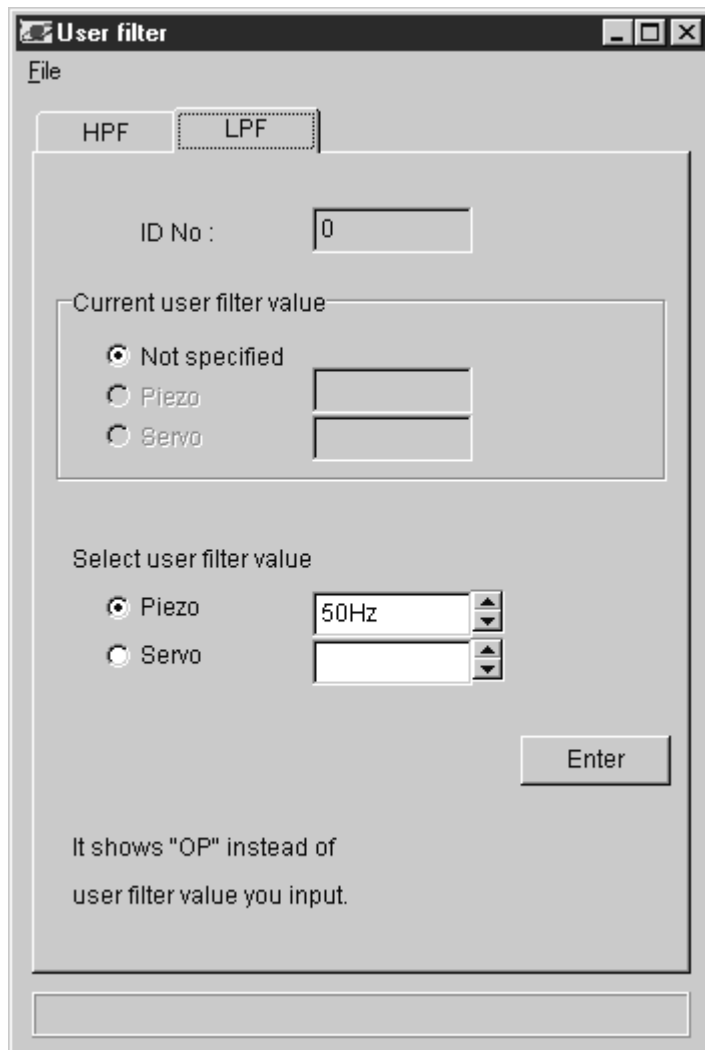 User filter
File
HPF LPF
ID No : 0
Current user filter value
Not specified
Piezo
Servo
Select user filter value
Piezo 50Hz
Servo
Enter
It shows "OP" instead of
user filter value you input.